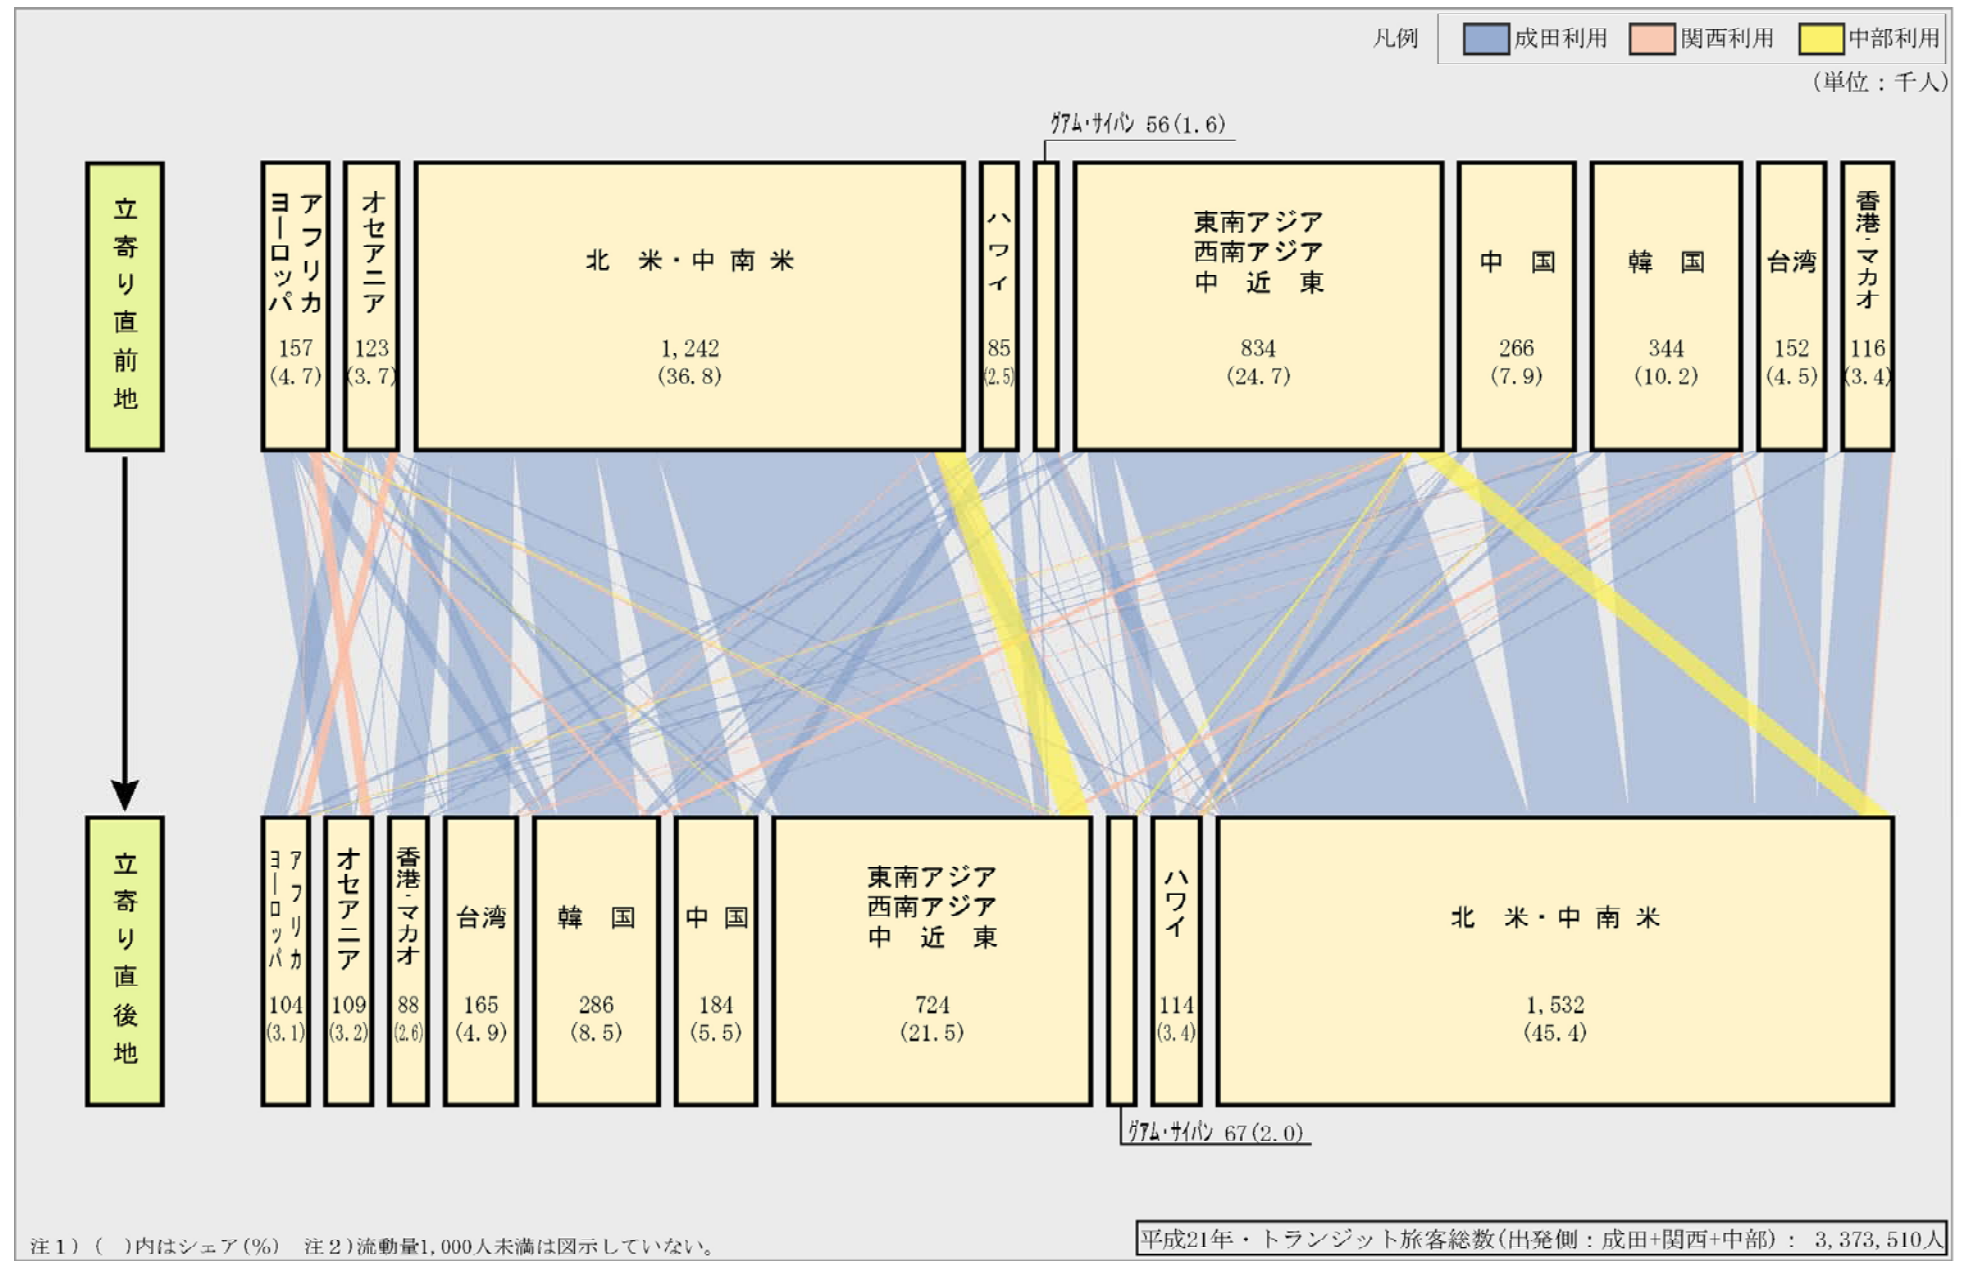 凡例 成田利用 関西利用 中部利用
(単位：千人)
グアム・サイパン 56(1.6)
立寄り直前地
ヨーロッパ
アフリカ
157
(4.7)
オセアニア
123
(3.7)
北米・中南米
1,242
(36.8)
ハワイ
85
(2.5)
東南アジア
西南アジア
中近東
834
(24.7)
中国
266
(7.9)
韓国
344
(10.2)
台湾
152
(4.5)
香港・マカオ
116
(3.4)
立寄り直後地
ヨーロッパ
アフリカ
104
(3.1)
オセアニア
109
(3.2)
香港・マカオ
88
(2.6)
台湾
165
(4.9)
韓国
286
(8.5)
中国
184
(5.5)
東南アジア
西南アジア
中近東
724
(21.5)
ハワイ
114
(3.4)
北米・中南米
1,532
(45.4)
グアム・サイパン 67(2.0)
注１) (　)内はシェア(%)　注２)流動量1,000人未満は図示していない。
平成21年・トランジット旅客総数(出発側：成田+関西+中部)： 3,373,510人